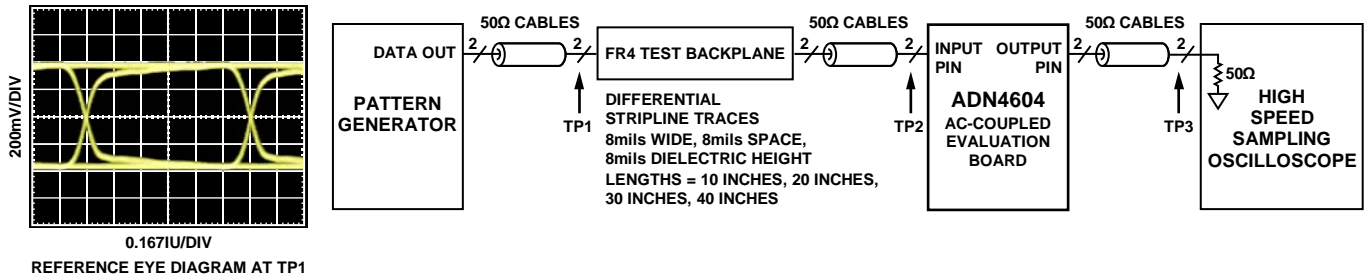 200mV/DIV
0.167IU/DIV
REFERENCE EYE DIAGRAM AT TP1
DATA OUT
PATTERN
GENERATOR
50Ω CABLES
2
2
TP1
FR4 TEST BACKPLANE
DIFFERENTIAL
STRIPLINE TRACES
8mils WIDE, 8mils SPACE,
8mils DIELECTRIC HEIGHT
LENGTHS = 10 INCHES, 20 INCHES,
30 INCHES, 40 INCHES
50Ω CABLES
2
2
TP2
INPUT OUTPUT
PIN PIN
ADN4604
AC-COUPLED
EVALUATION
BOARD
50Ω CABLES
2
2
TP3
50Ω
HIGH
SPEED
SAMPLING
OSCILLOSCOPE